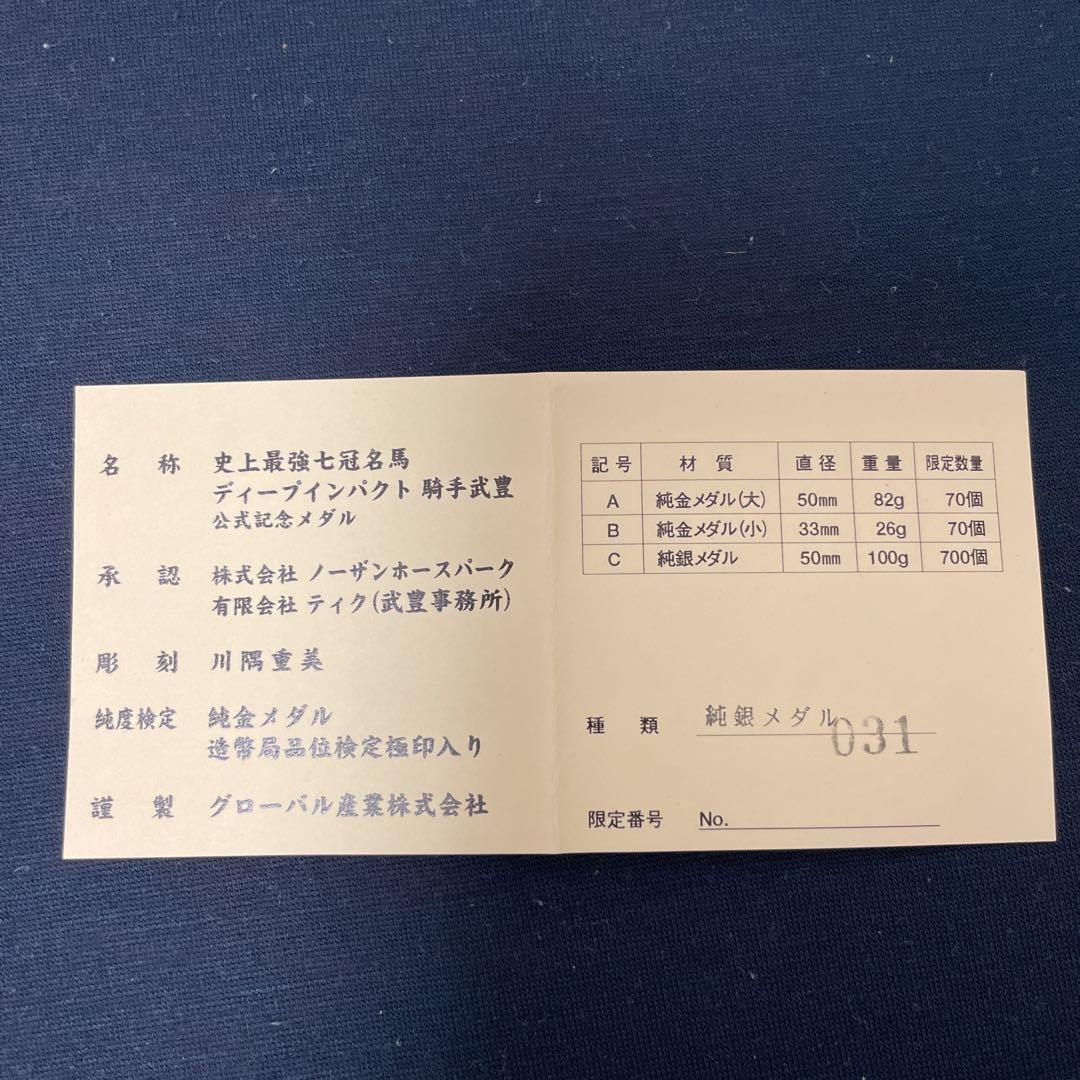 名 称 史上最強七冠名馬
ディープインパクト 騎手武豊
公式記念メダル
承 認 株式会社 ノーザンホースパーク
有限会社 ティク(武豊事務所)
彫 刻 川隅重美
純度検定 純金メダル
造幣局品位検定極印入り
謹 製 グローバル産業株式会社
記号 材質 直径 重量 限定数量
A 純金メダル(大) 50mm 82g 70個
B 純金メダル(小) 33mm 26g 70個
C 純銀メダル 50mm 100g 700個
種 類 純銀メダル
031
限定番号 No.